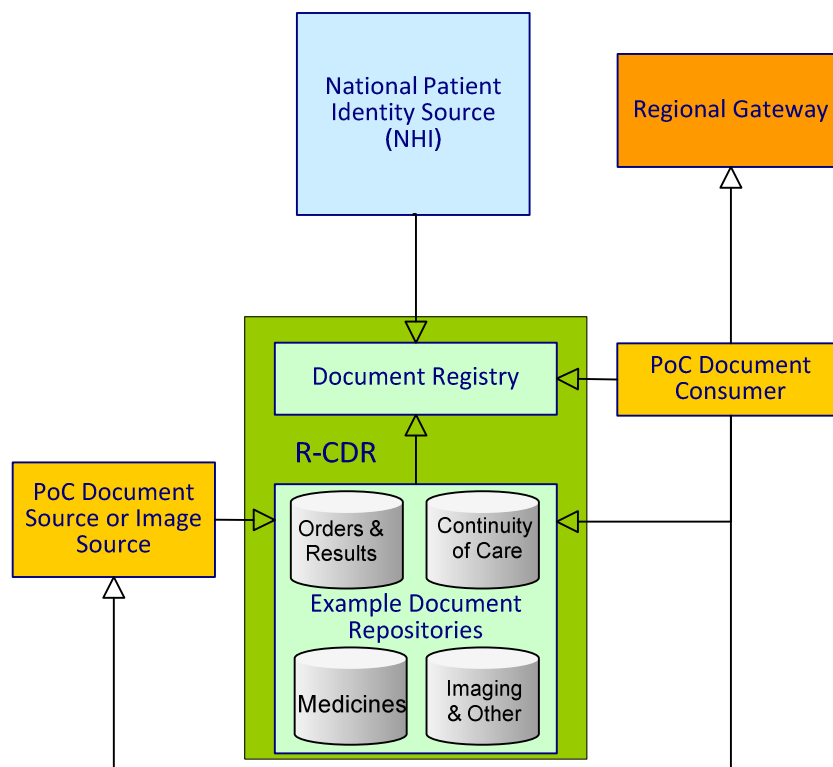 National Patient
Identity Source
(NHI)
Regional Gateway
Document Registry
PoC Document
Consumer
R-CDR
PoC Document
Source or Image
Source
Orders &
Results
Continuity
of Care
Example Document
Repositories
Medicines
Imaging
& Other